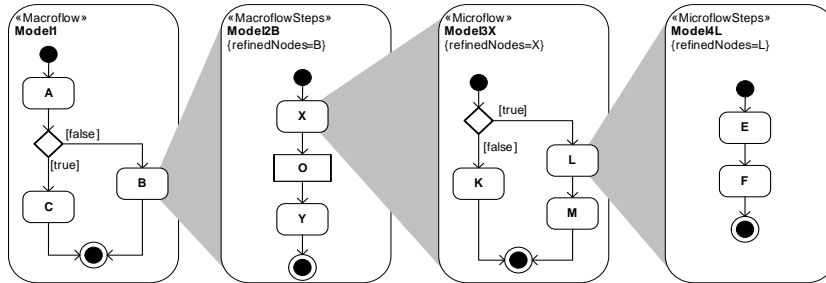 «Macroflow»
Model1
A
[false]
[true]
B
C
«MacroflowSteps»
Model2B
{refinedNodes=B}
X
O
Y
«Microflow»
Model3X
{refinedNodes=X}
[true]
[false]
L
K
M
«MicroflowSteps»
Model4L
{refinedNodes=L}
E
F